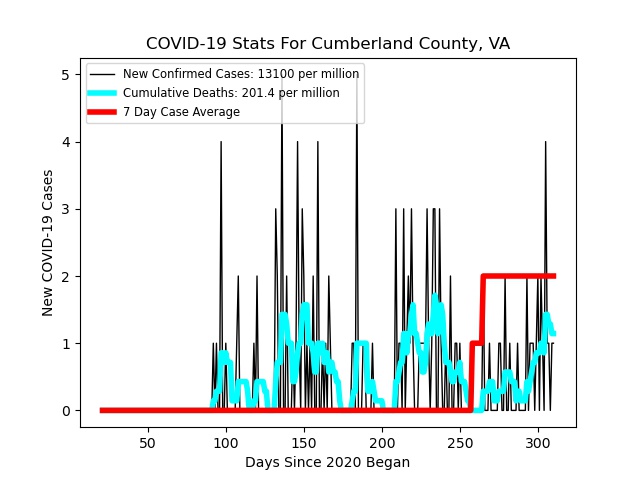 COVID-19 Stats For Cumberland County, VA
New Confirmed Cases: 13100 per million
Cumulative Deaths: 201.4 per million
7 Day Case Average
New COVID-19 Cases
5
4
3
2
1
0
50 100 150 200 250 300
Days Since 2020 Began